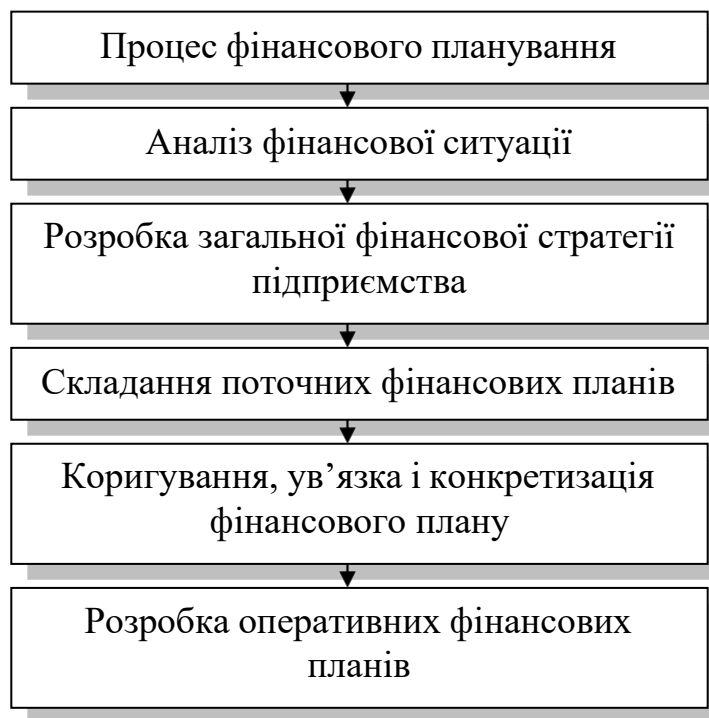 Процес фінансового планування
Аналіз фінансової ситуації
Розробка загальної фінансової стратегії
підприємства
Складання поточних фінансових планів
Коригування, ув’язка і конкретизація
фінансового плану
Розробка оперативних фінансових
планів